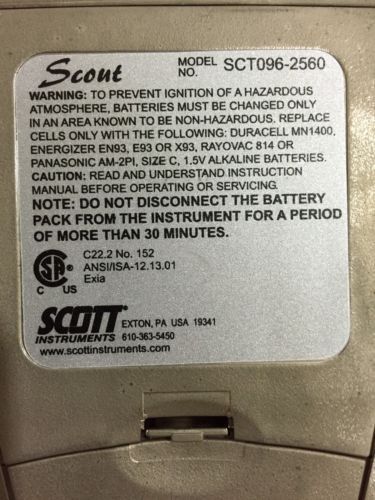 Scout MODEL NO. SCT096-2560
WARNING: TO PREVENT IGNITION OF A HAZARDOUS
ATMOSPHERE, BATTERIES MUST BE CHANGED ONLY
IN AN AREA KNOWN TO BE NON-HAZARDOUS. REPLACE
CELLS ONLY WITH THE FOLLOWING: DURACELL MN1400,
ENERGIZER EN93, E93 OR X93, RAYOVAC 814 OR
PANASONIC AM-2PI, SIZE C, 1.5V ALKALINE BATTERIES.
CAUTION: READ AND UNDERSTAND INSTRUCTION
MANUAL BEFORE OPERATING OR SERVICING.
NOTE: DO NOT DISCONNECT THE BATTERY
PACK FROM THE INSTRUMENT FOR A PERIOD
OF MORE THAN 30 MINUTES.
C22.2 No. 152
ANSI/ISA-12.13.01
Exia
SA
C US
SCOTT EXTON, PA USA 19341
INSTRUMENTS 610-363-5450
www.scottinstruments.com